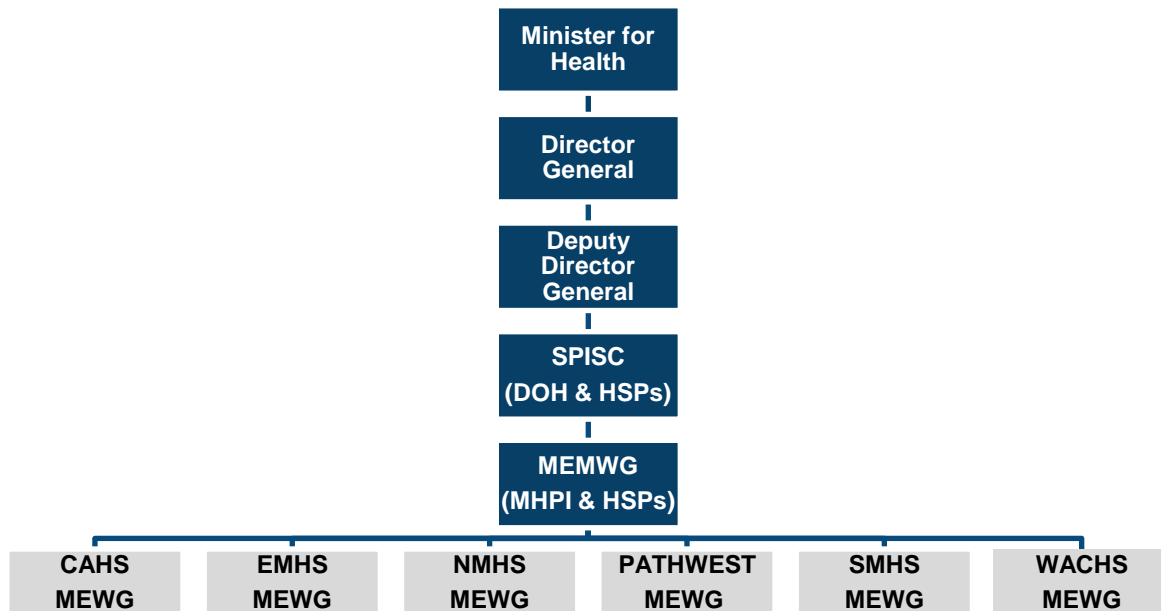 Minister for
Health
Director
General
Deputy
Director
General
SPISC
(DOH & HSPs)
MEMWG
(MHPI & HSPs)
CAHS
MEWG
EMHS
MEWG
NMHS
MEWG
PATHWEST
MEWG
SMHS
MEWG
WACHS
MEWG